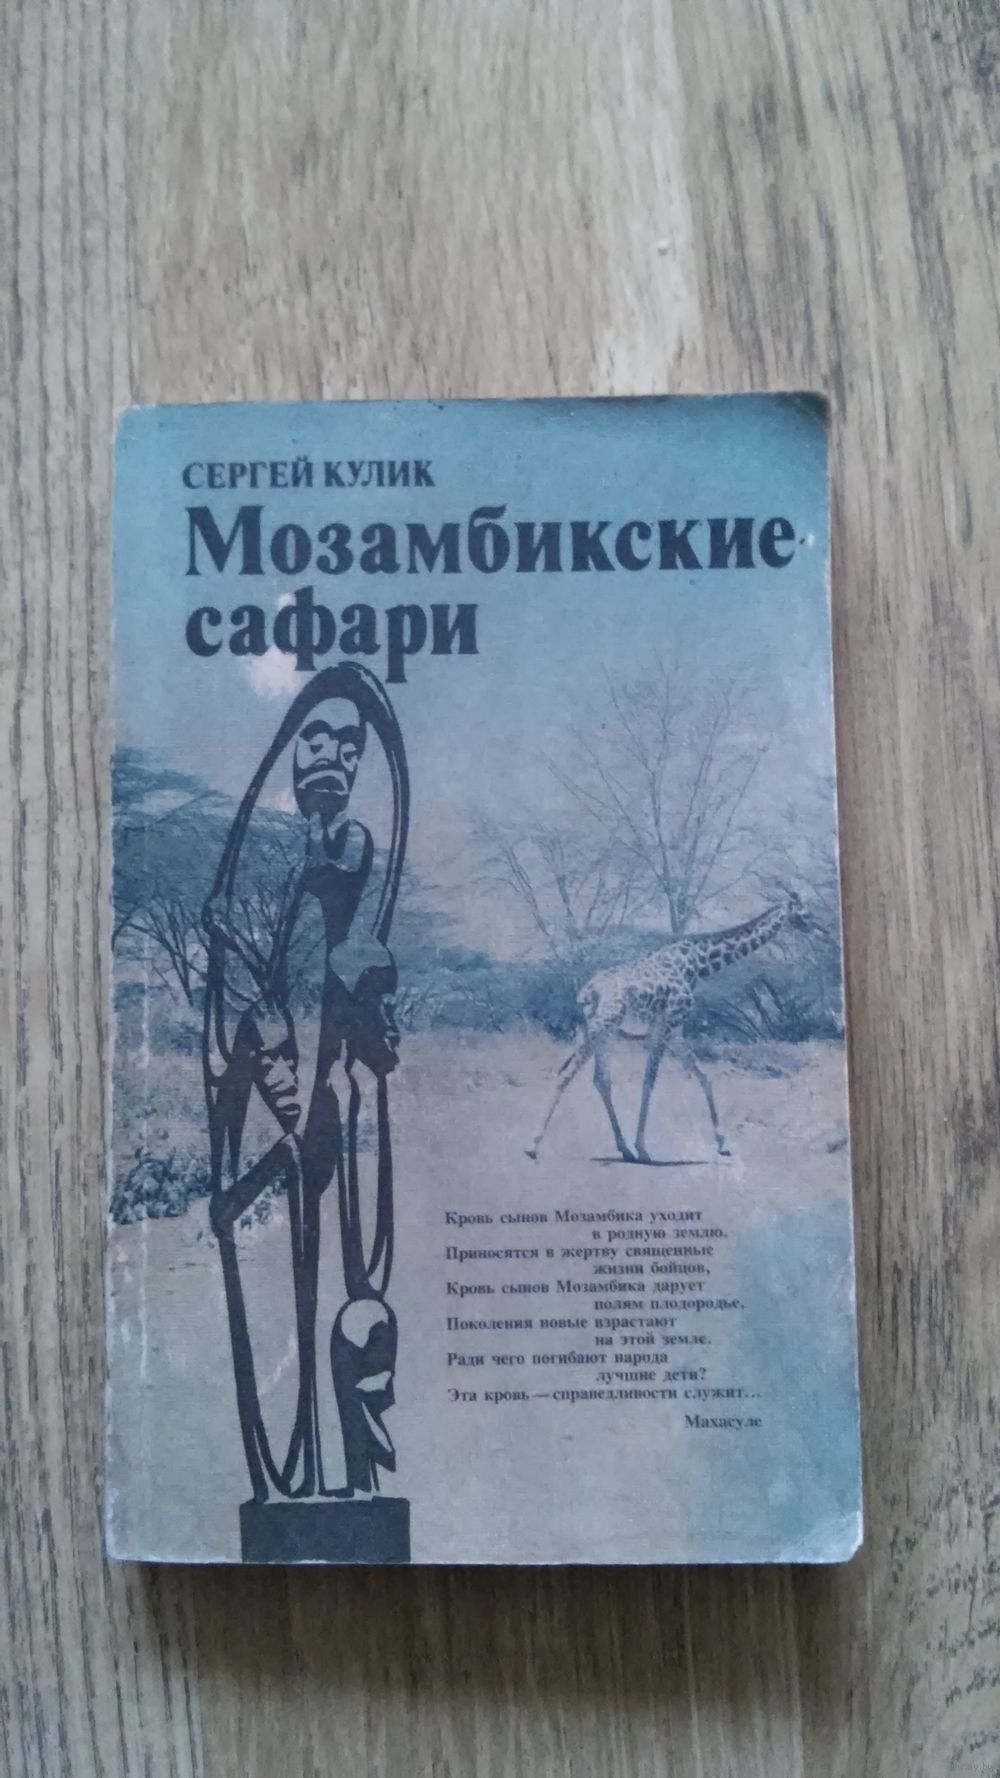 СЕРГЕЙ КУЛИК
Мозамбикские
сафари
Кровь сынов Мозамбика уходит
в родную землю.
Приносятся в жертву священные
жизни бойцов,
Кровь сынов Мозамбика дарует
полям плодородье,
Поколения новые взрастают
на этой земле.
Ради чего погибают народа
лучшие дети?
Эта кровь — справедливости служит...
Махасуле